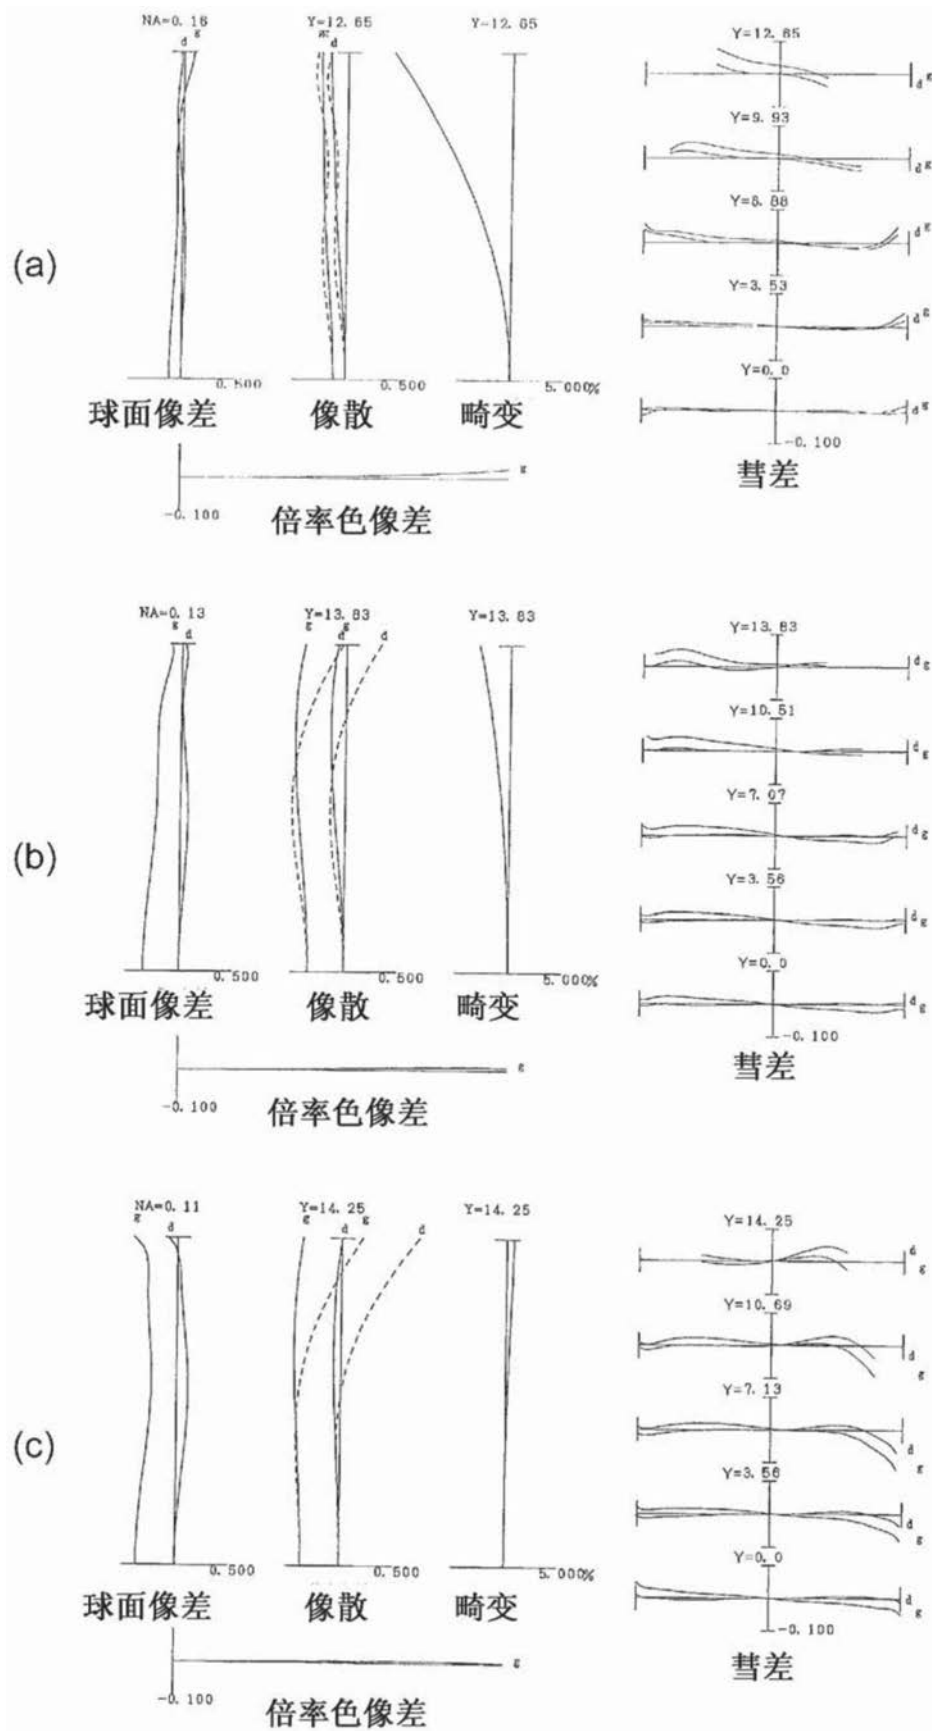 (a)
NA=0.16
g
d
0.500
球面像差
Y=12.65
d
0.500
像散
Y=12.65
5.000%
畸变
g
-0.100
倍率色像差
Y=12.65
d g
Y=9.93
d g
Y=6.88
d g
Y=3.53
d g
Y=0.0
d g
-0.100
彗差
(b)
NA=0.13
g d
0.500
球面像差
Y=13.83
g
g
d
d
0.500
像散
Y=13.83
5.000%
畸变
g
-0.100
倍率色像差
Y=13.83
d g
Y=10.51
d g
Y=7.07
d g
Y=3.56
d g
Y=0.0
d g
-0.100
彗差
(c)
NA=0.11
g d
0.500
球面像差
Y=14.25
g d g d
0.500
像散
Y=14.25
5.000%
畸变
g
-0.100
倍率色像差
Y=14.25
d
g
Y=10.69
d
g
Y=7.13
d
g
Y=3.56
d
g
Y=0.0
d g
-0.100
彗差